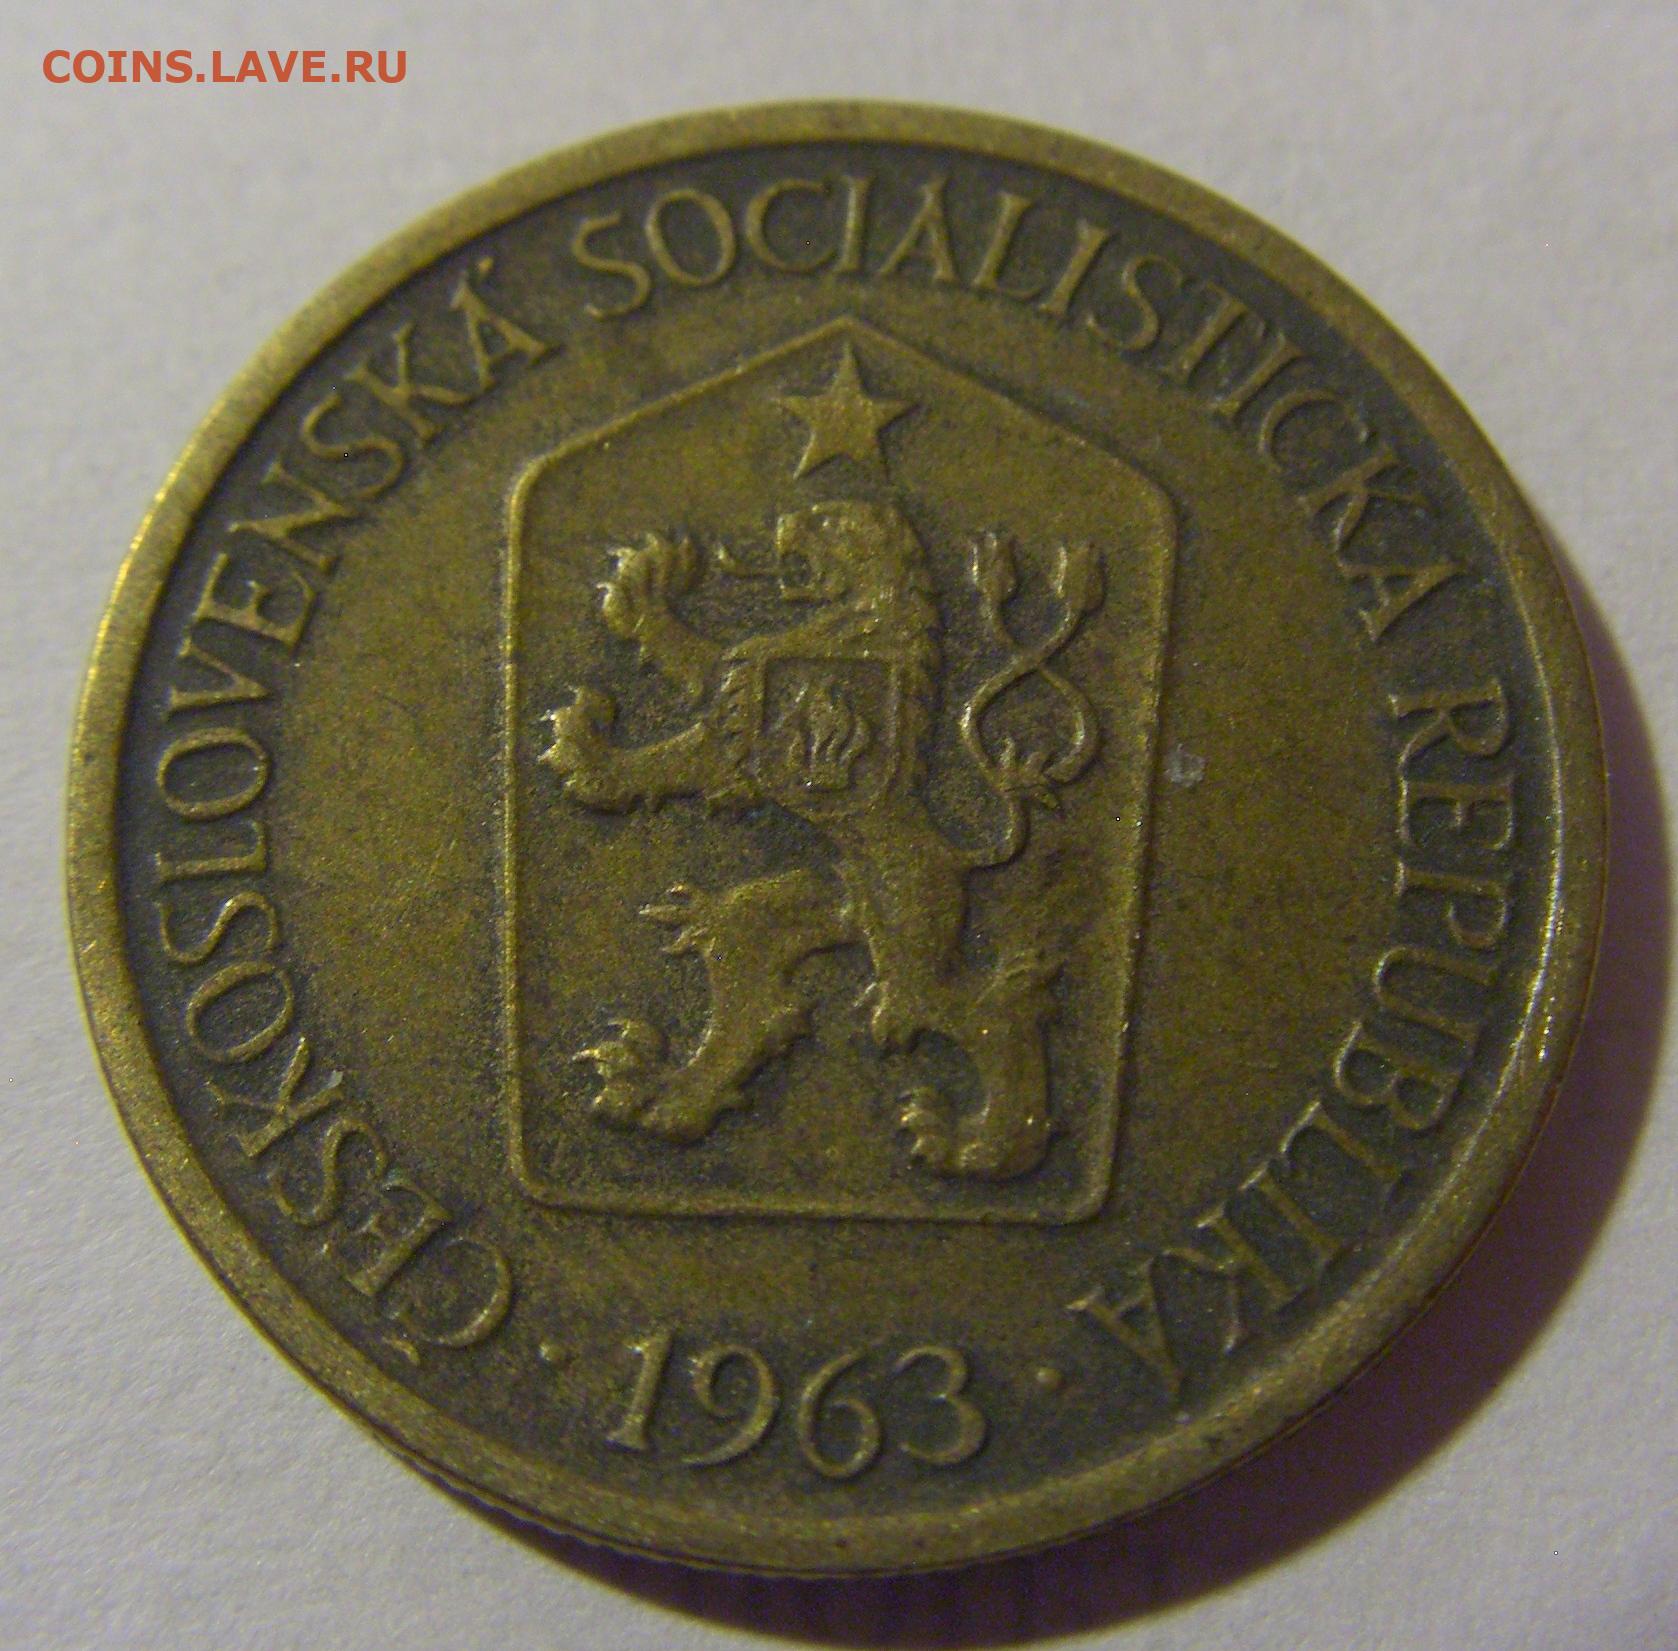 COINS.LAVE.RU
ČESKOSLOVENSKÁ SOCIALISTICKÁ REPUBLIKA
· 1963 ·